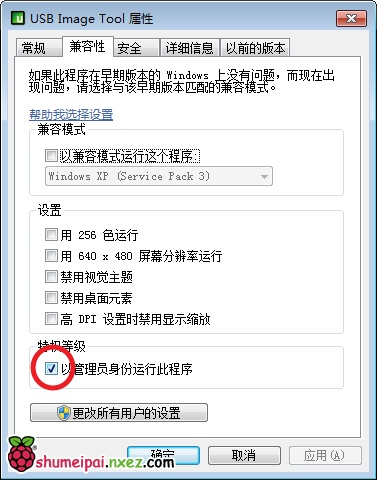 USB Image Tool 属性
常规 兼容性 安全 详细信息 以前的版本
如果此程序在早期版本的 Windows 上没有问题，而现在出
现问题，请选择与该早期版本匹配的兼容模式。
帮助我选择设置
兼容模式
以兼容模式运行这个程序:
Windows XP (Service Pack 3)
设置
用 256 色运行
用 640 x 480 屏幕分辨率运行
禁用视觉主题
禁用桌面元素
高 DPI 设置时禁用显示缩放
特权等级
以管理员身份运行此程序
更改所有用户的设置
确定 取消 应用(A)
shumeipai.nxez.com